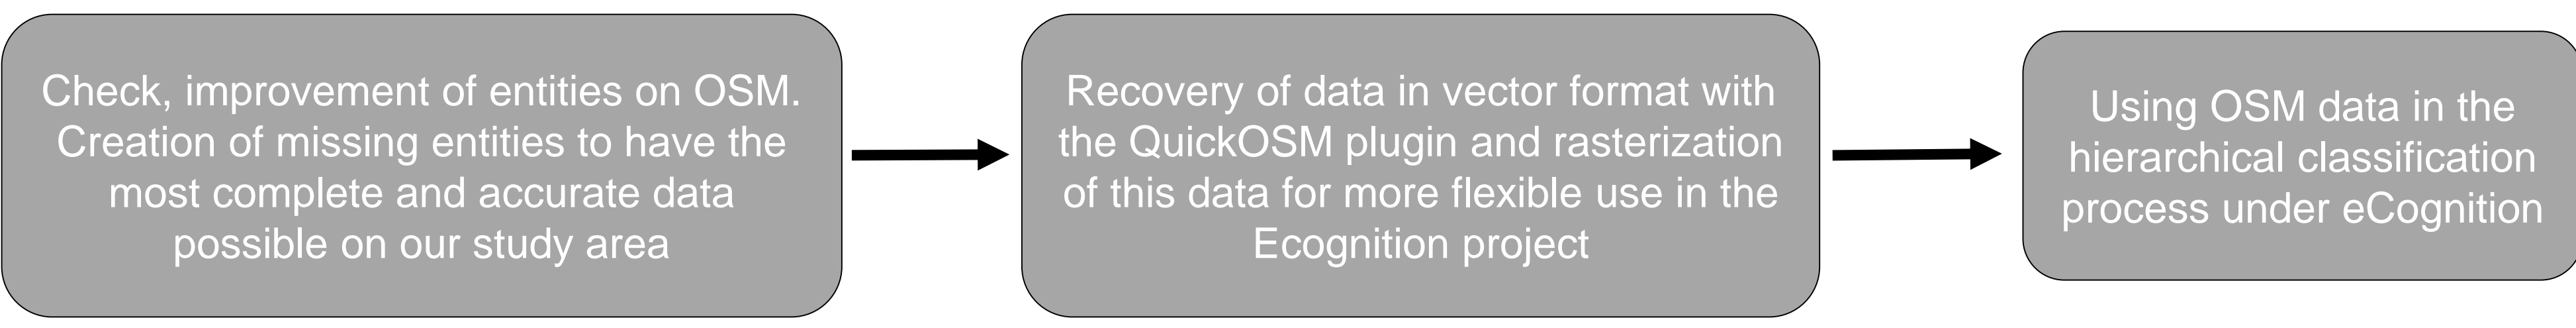 Check, improvement of entities on OSM.
Creation of missing entities to have the
most complete and accurate data
possible on our study area
Recovery of data in vector format with
the QuickOSM plugin and rasterization
of this data for more flexible use in the
Ecognition project
Using OSM data in the
hierarchical classification
process under eCognition